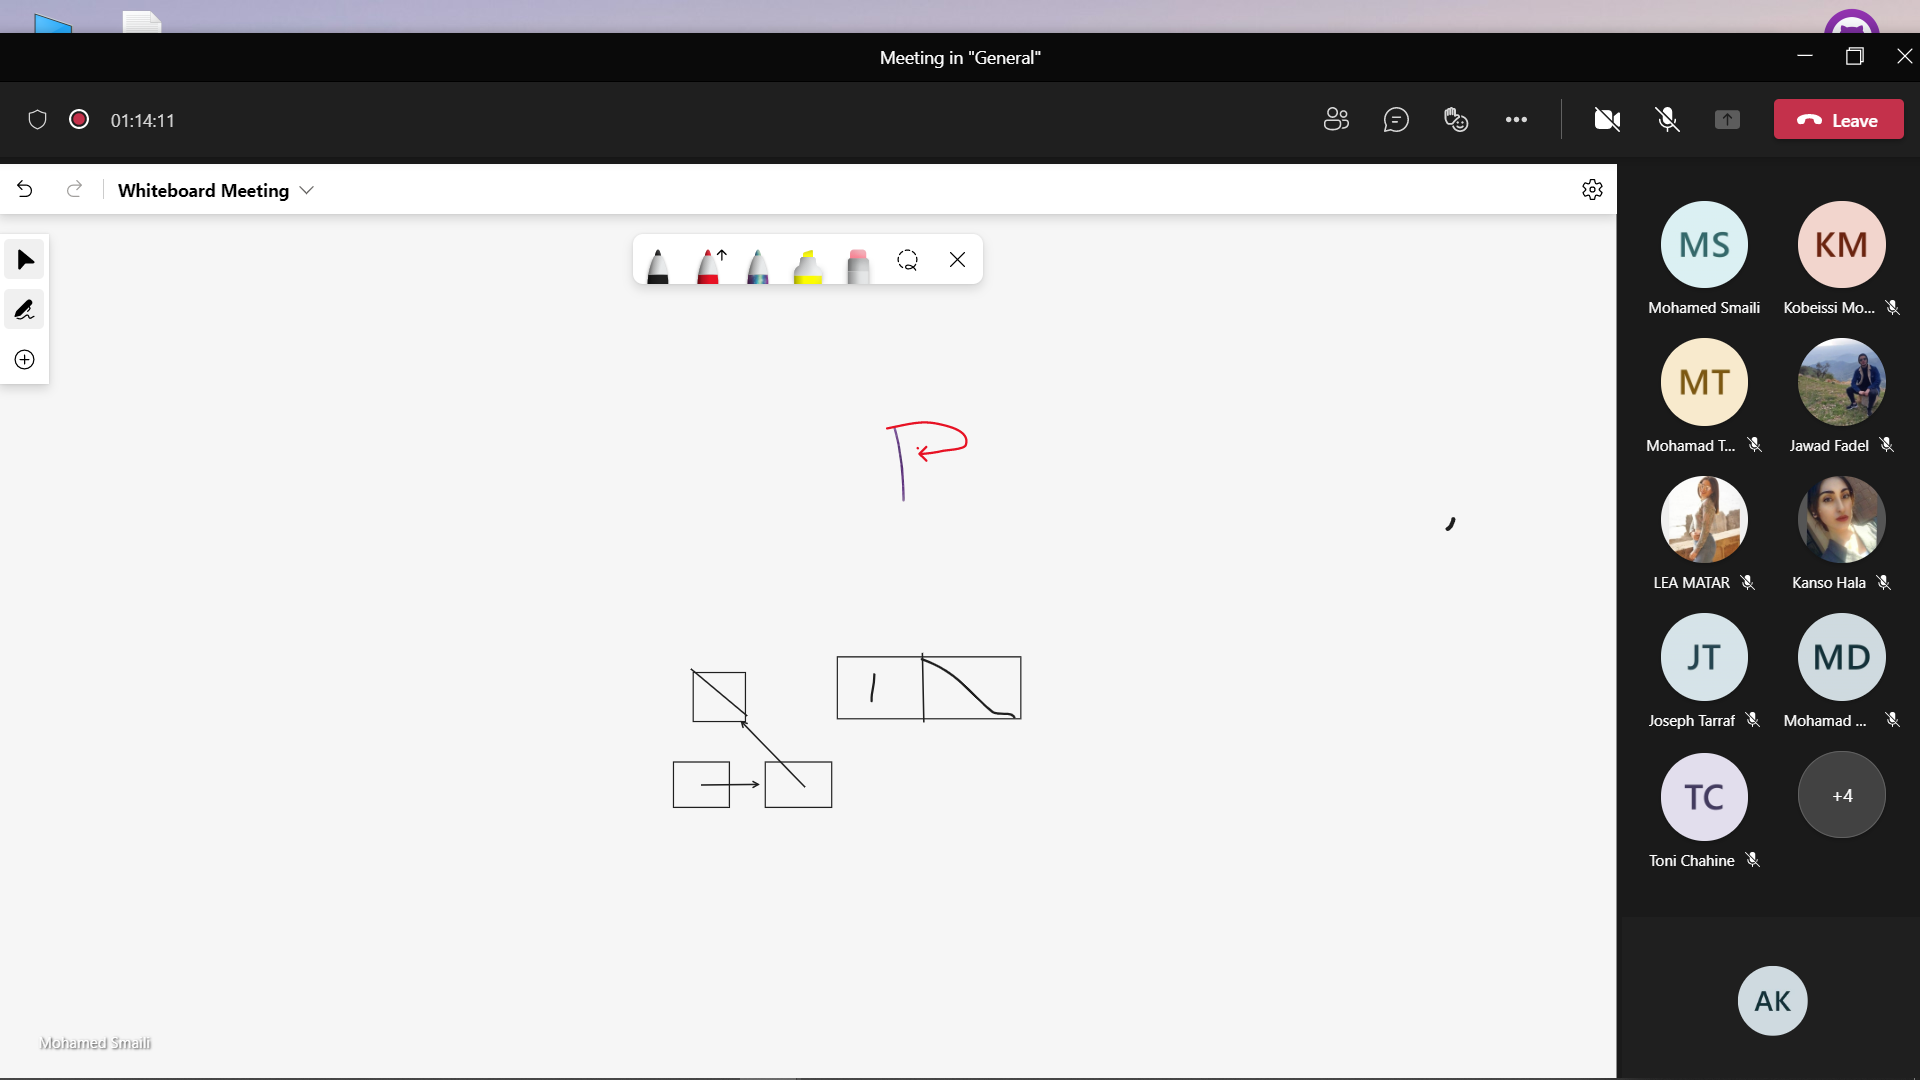 Meeting in "General"
01:14:11
Leave
Whiteboard Meeting
MS
KM
Mohamed Smaili
Kobeissi Mo...
MT
Mohamad T...
Jawad Fadel
LEA MATAR
Kanso Hala
JT
MD
Joseph Tarraf
Mohamad ...
TC
+4
Toni Chahine
1
AK
Mohamed Smaili